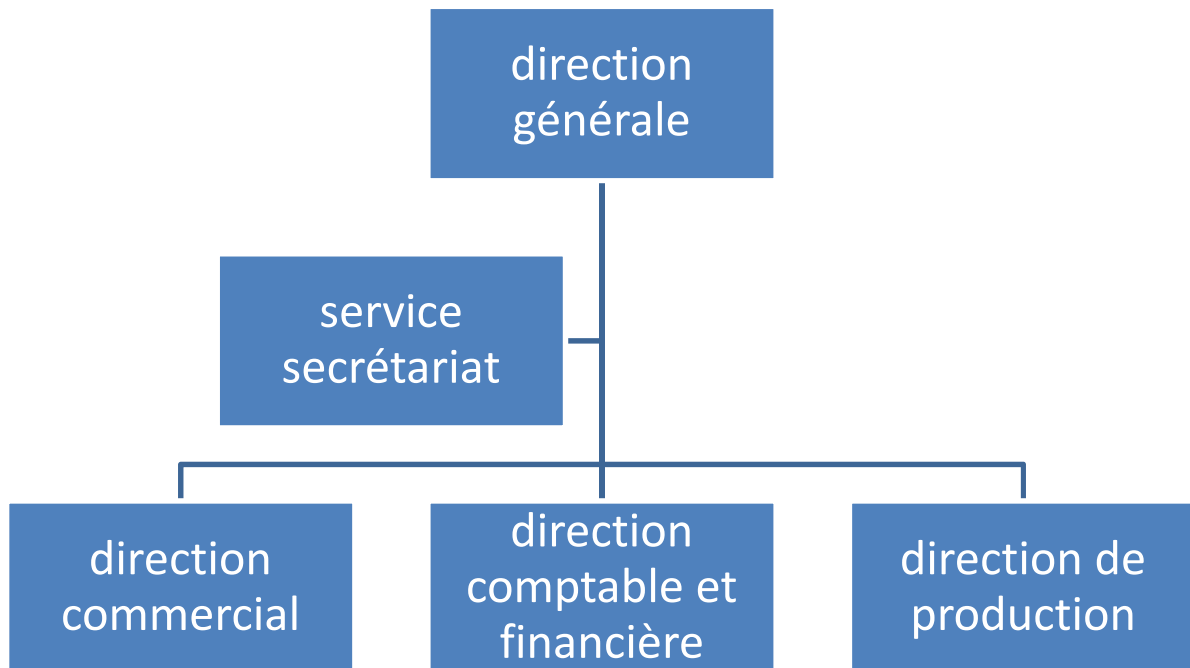 direction
générale
service
secrétariat
direction
commercial
direction
comptable et
financière
direction de
production